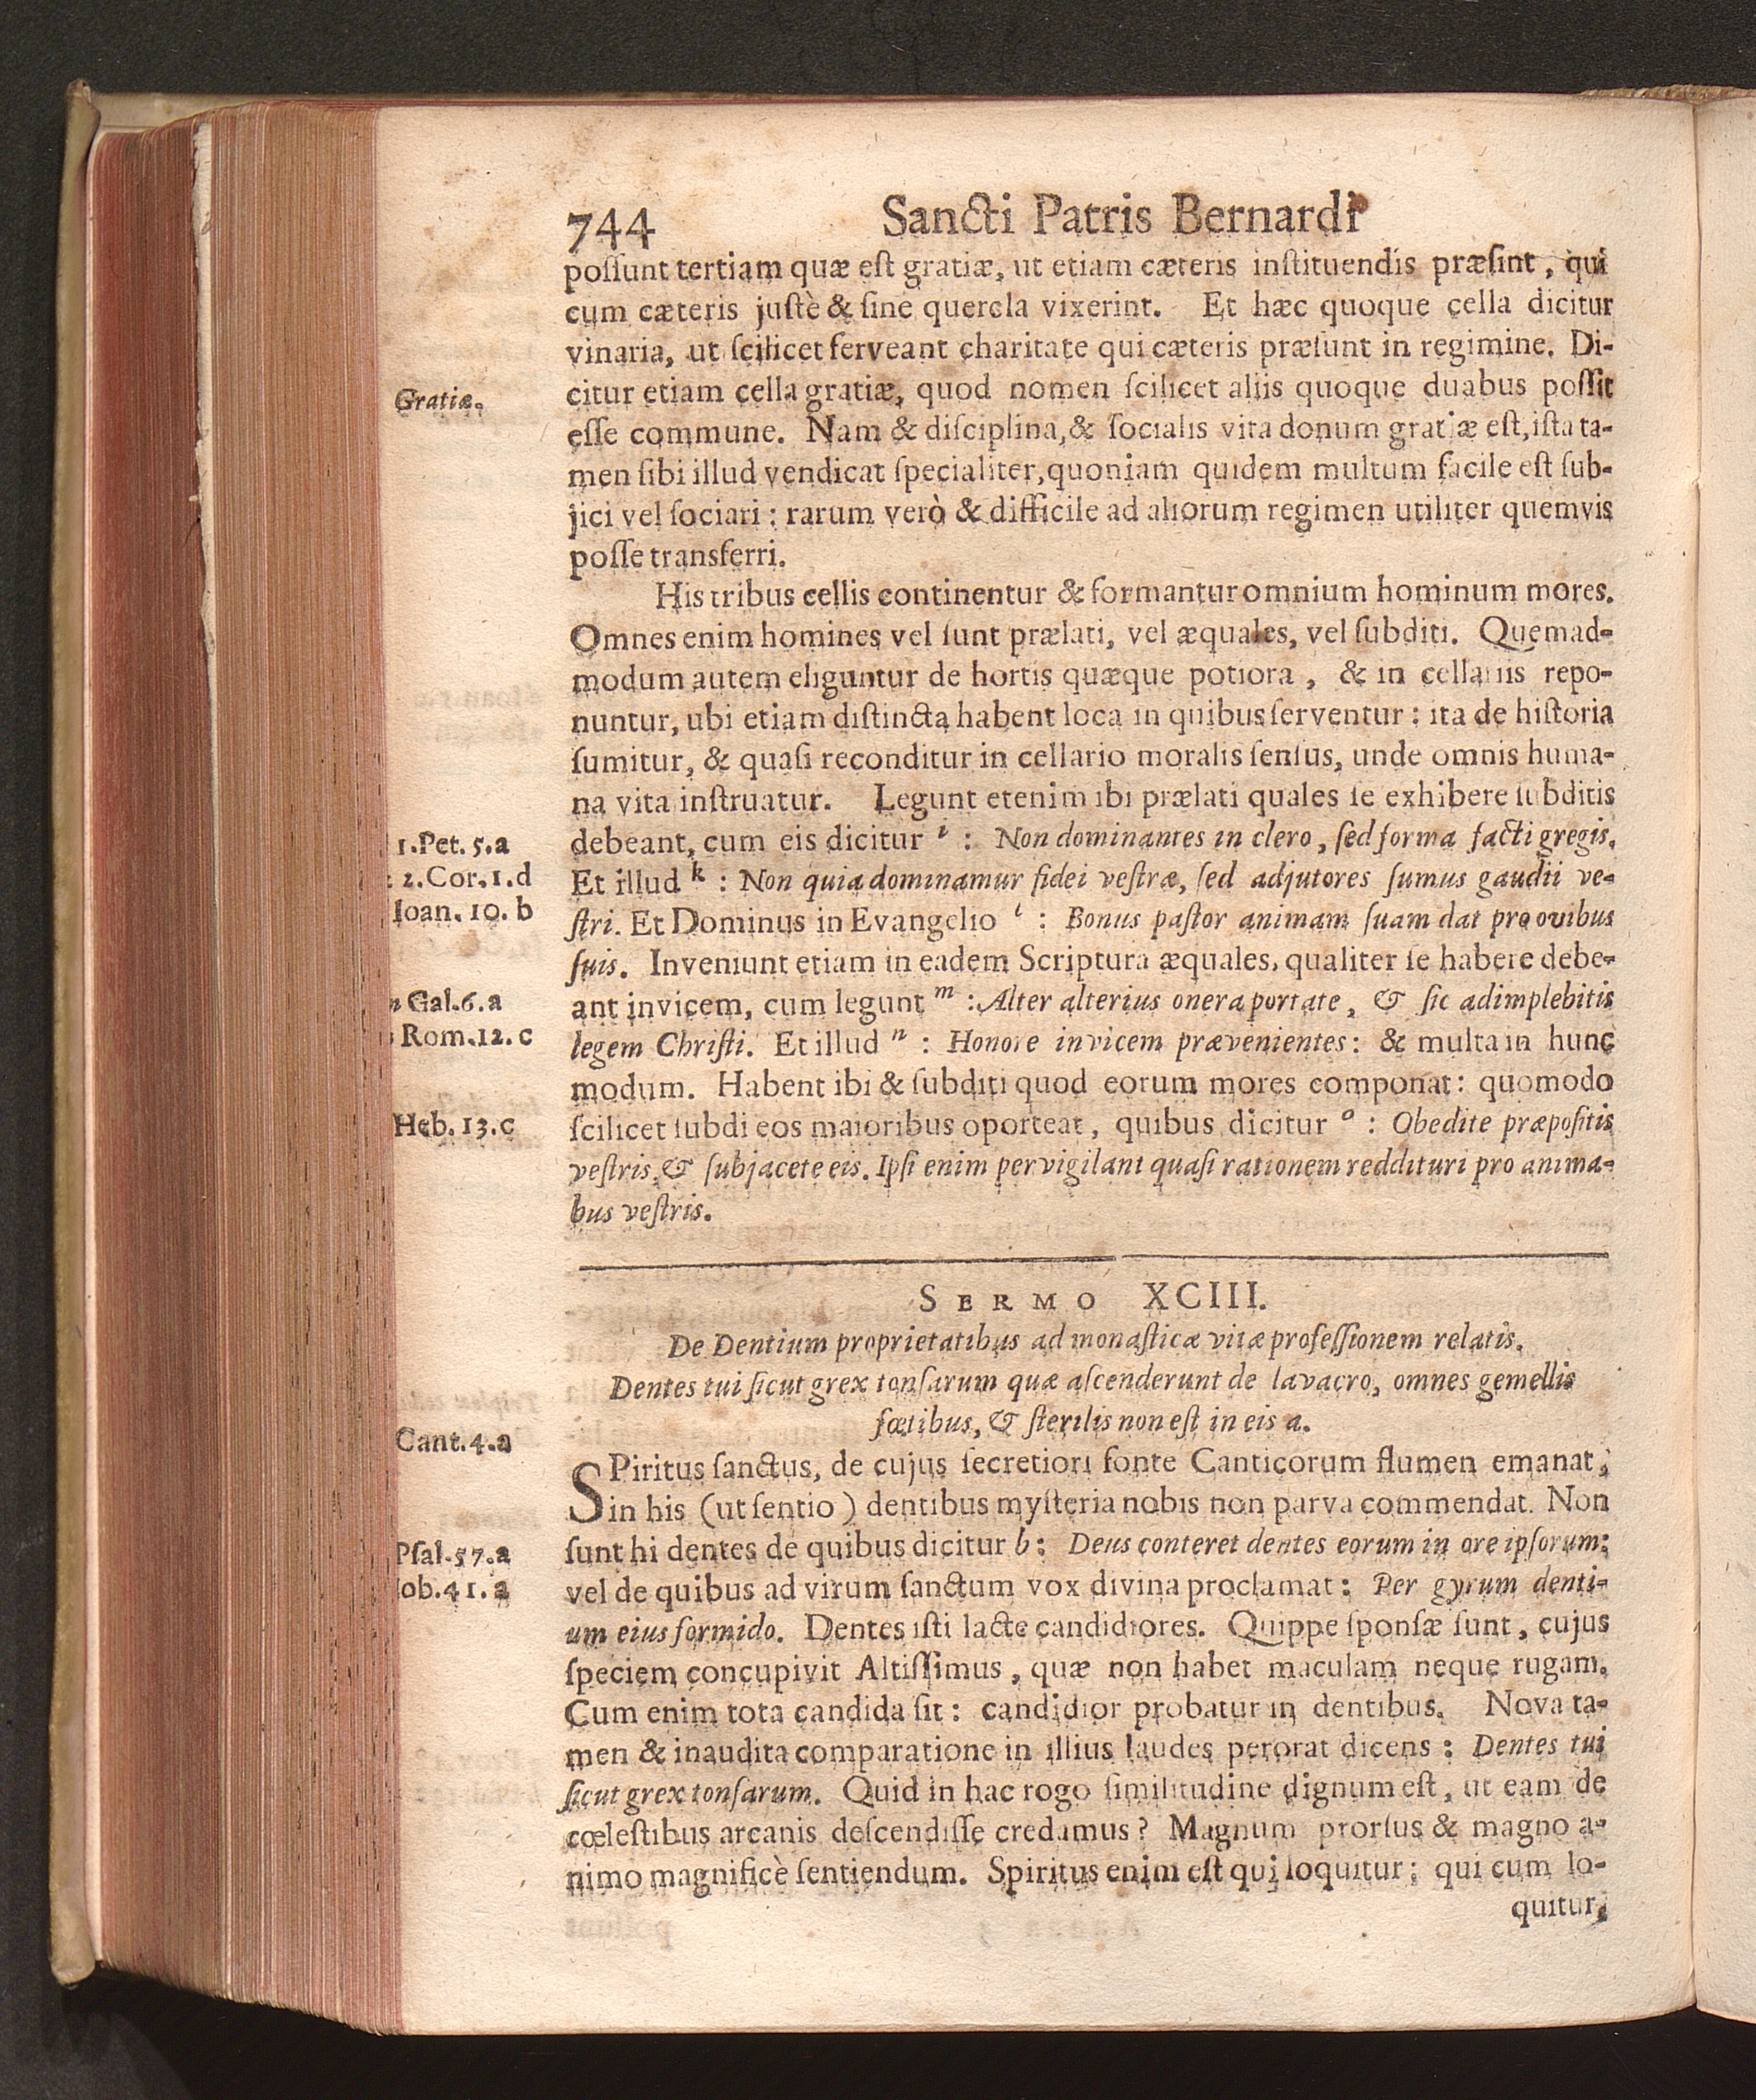 744 Sancti Patris Bernardi
poſſunt tertiam quæ eſt gratiæ, ut etiam cæteris inſtituendis præſint, qui
cum cæteris juſtè & ſine querela vixerint. Et hæc quoque cella dicitur
vinaria, ut ſcilicet ferveant charitate qui cæteris præſunt in regimine. Di-
Gratiæ.
citur etiam cella gratiæ, quod nomen ſcilicet aliis quoque duabus poſſit
eſſe commune. Nam & diſciplina, & ſocialis vita donum gratiæ eſt, iſta ta-
men ſibi illud vendicat ſpecialiter, quoniam quidem multum facile eſt ſub-
jici vel ſociari: rarum verò & difficile ad aliorum regimen utiliter quemvis
poſſe transferri.
His tribus cellis continentur & formantur omnium hominum mores.
Omnes enim homines vel ſunt prælati, vel æquales, vel ſubditi. Quemad-
modum autem eliguntur de hortis quæque potiora, & in cellariis repo-
nuntur, ubi etiam diſtincta habent loca in quibus ſerventur: ita de hiſtoria
ſumitur, & quaſi reconditur in cellario moralis ſenſus, unde omnis huma-
na vita inſtruatur. Legunt etenim ibi prælati quales ſe exhibere ſubditis
1.Pet. 5.a
debeant, cum eis dicitur i : Non dominantes in clero, ſed forma facti gregis.
2.Cor.1.d
Et illud k : Non quia dominamur fidei veſtræ, ſed adjutores ſumus gaudii ve-
Ioan. 10. b
ſtri. Et Dominus in Evangelio l : Bonus paſtor animam ſuam dat pro ovibus
ſuis. Inveniunt etiam in eadem Scriptura æquales, qualiter ſe habere debe-
Gal.6.a
ant invicem, cum legunt m : Alter alterius onera portate, & ſic adimplebitis
Rom.12. c
legem Chriſti. Et illud n : Honore invicem prævenientes: & multa in hunc
modum. Habent ibi & ſubditi quod eorum mores componat: quomodo
Heb. 13.c
ſcilicet ſubdi eos maioribus oporteat, quibus dicitur o : Obedite præpoſitis
veſtris, & ſubjacete eis. Ipſi enim pervigilant quaſi rationem reddituri pro anima-
bus veſtris.
SERMO XCIII.
De Dentium proprietatibus ad monaſticæ vitæ profeſſionem relatis.
Dentes tui ſicut grex tonſarum quæ aſcenderunt de lavacro, omnes gemellis
fœtibus, & ſterilis non eſt in eis a.
Cant.4.a
SPiritus ſanctus, de cujus ſecretiori fonte Canticorum flumen emanat,
in his (ut ſentio) dentibus myſteria nobis non parva commendat. Non
Pſal.57.a
ſunt hi dentes de quibus dicitur b: Deus conteret dentes eorum in ore ipſorum:
ob.41.a
vel de quibus ad virum ſanctum vox divina proclamat: Per gyrum denti-
um eius formido. Dentes iſti lacte candidiores. Quippe ſponſæ ſunt, cujus
ſpeciem concupivit Altiſſimus, quæ non habet maculam neque rugam.
Cum enim tota candida ſit: candidior probatur in dentibus. Nova ta-
men & inaudita comparatione in illius laudes perorat dicens: Dentes tui
ſicut grex tonſarum. Quid in hac rogo ſimilitudine dignum eſt, ut eam de
cœleſtibus arcanis deſcendiſſe credamus? Magnum prorſus & magno a-
nimo magnificè ſentiendum. Spiritus enim eſt qui loquitur; qui cum lo-
quitur,